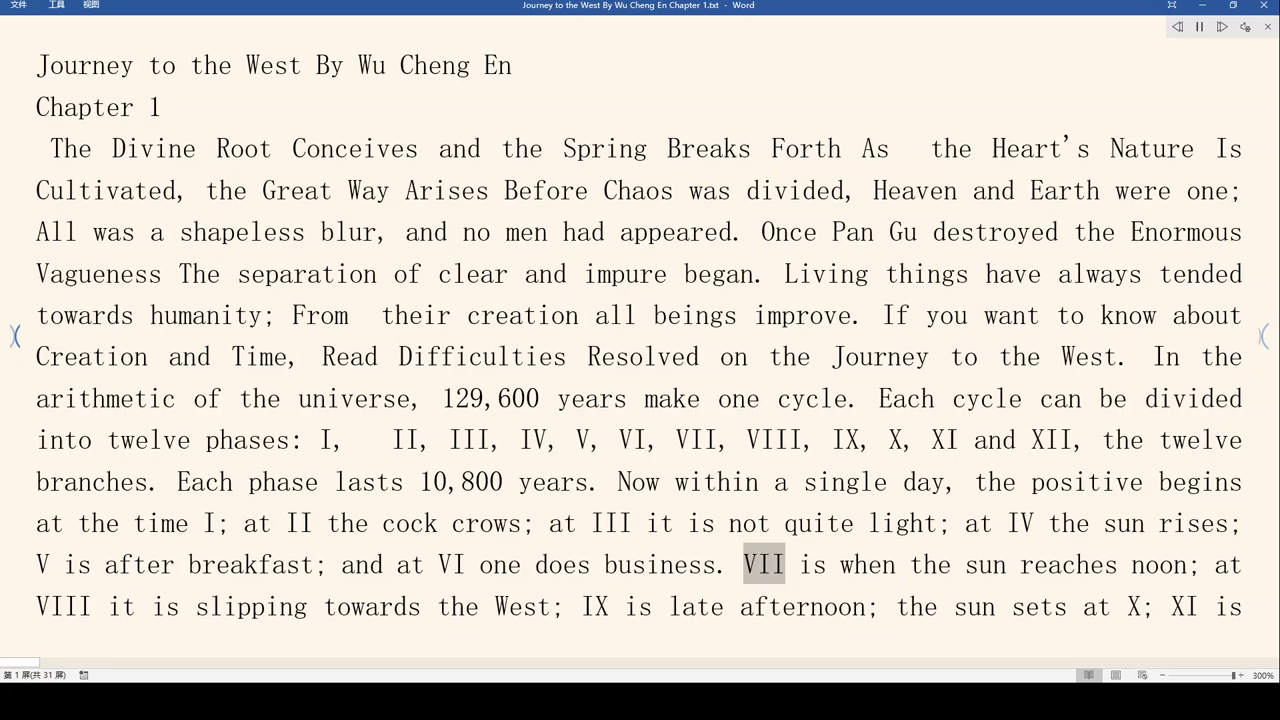 文件 工具 视图 Journey to the West By Wu Cheng En Chapter 1.txt - Word
Journey to the West By Wu Cheng En
Chapter 1
The Divine Root Conceives and the Spring Breaks Forth As the Heart's Nature Is
Cultivated, the Great Way Arises Before Chaos was divided, Heaven and Earth were one;
All was a shapeless blur, and no men had appeared. Once Pan Gu destroyed the Enormous
Vagueness The separation of clear and impure began. Living things have always tended
towards humanity; From their creation all beings improve. If you want to know about
Creation and Time, Read Difficulties Resolved on the Journey to the West. In the
arithmetic of the universe, 129,600 years make one cycle. Each cycle can be divided
into twelve phases: I, II, III, IV, V, VI, VII, VIII, IX, X, XI and XII, the twelve
branches. Each phase lasts 10,800 years. Now within a single day, the positive begins
at the time I; at II the cock crows; at III it is not quite light; at IV the sun rises;
V is after breakfast; and at VI one does business. VII is when the sun reaches noon; at
VIII it is slipping towards the West; IX is late afternoon; the sun sets at X; XI is
第 1 屏(共 31 屏) 300%